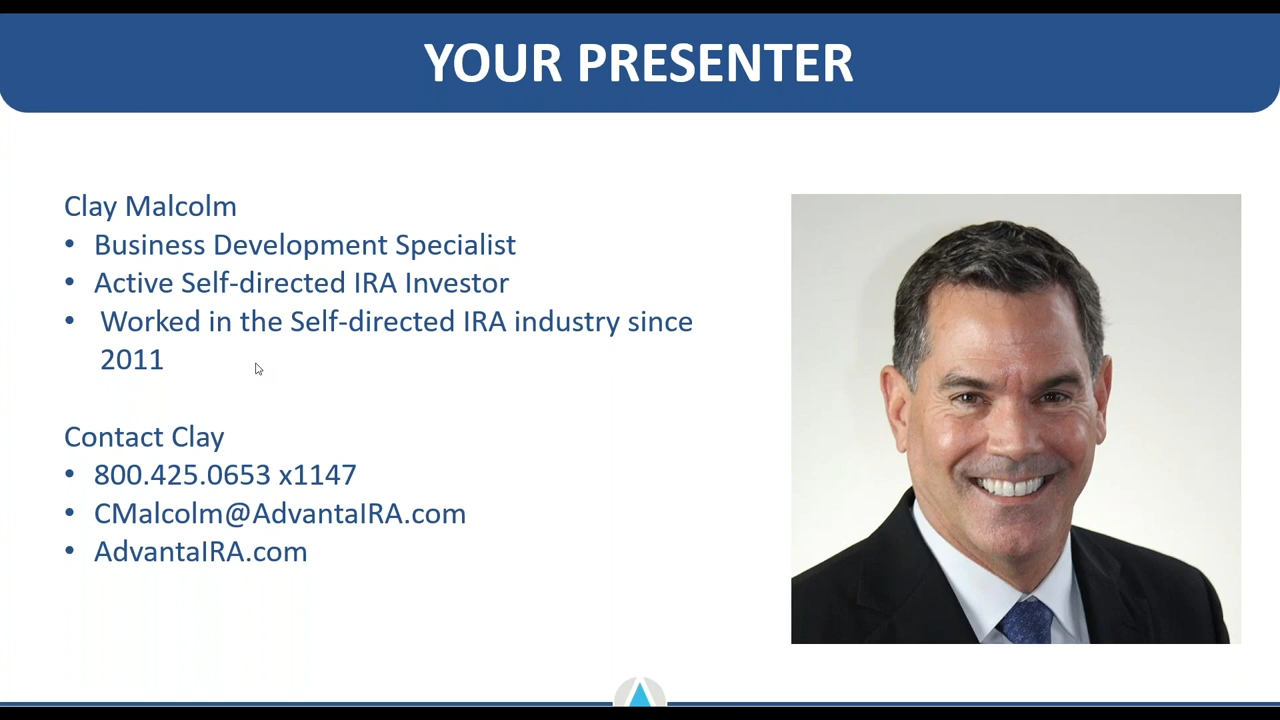 YOUR PRESENTER
Clay Malcolm
• Business Development Specialist
• Active Self-directed IRA Investor
• Worked in the Self-directed IRA industry since
2011
Contact Clay
• 800.425.0653 x1147
• CMalcolm@AdvantaIRA.com
• AdvantaIRA.com